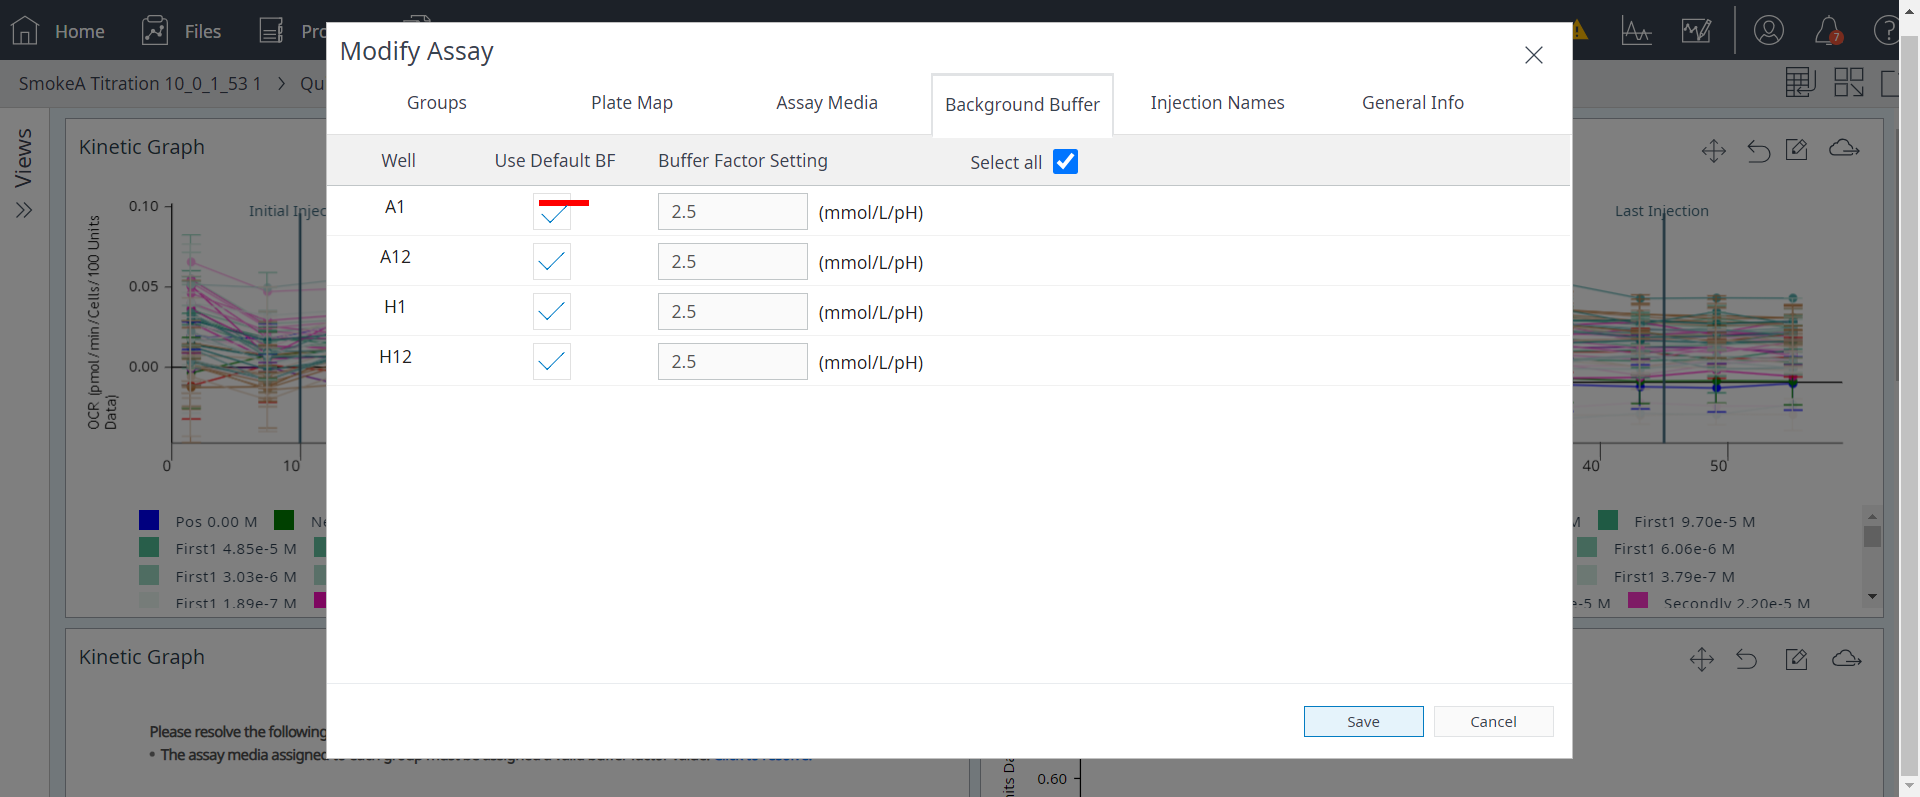 Home
Files
Pro
7
?
SmokeA Titration 10_0_1_53 1
Qu
Views
Modify Assay
Groups
Plate Map
Assay Media
Background Buffer
Injection Names
General Info
Well
Use Default BF
Buffer Factor Setting
Select all
A1
2.5
(mmol/L/pH)
A12
2.5
(mmol/L/pH)
H1
2.5
(mmol/L/pH)
H12
2.5
(mmol/L/pH)
Save
Cancel
Kinetic Graph
OCR (pmol/min/Cells/100 Units
Data)
0.10
0.05
0.00
0
10
40
50
Initial Injec
Last Injection
Pos 0.00 M
Ne
M
First1 9.70e-5 M
First1 4.85e-5 M
First1 6.06e-6 M
First1 3.03e-6 M
First1 3.79e-7 M
First1 1.89e-7 M
e-5 M
Secondly 2.20e-5 M
Kinetic Graph
Please resolve the following
The assay media assigned
0.60